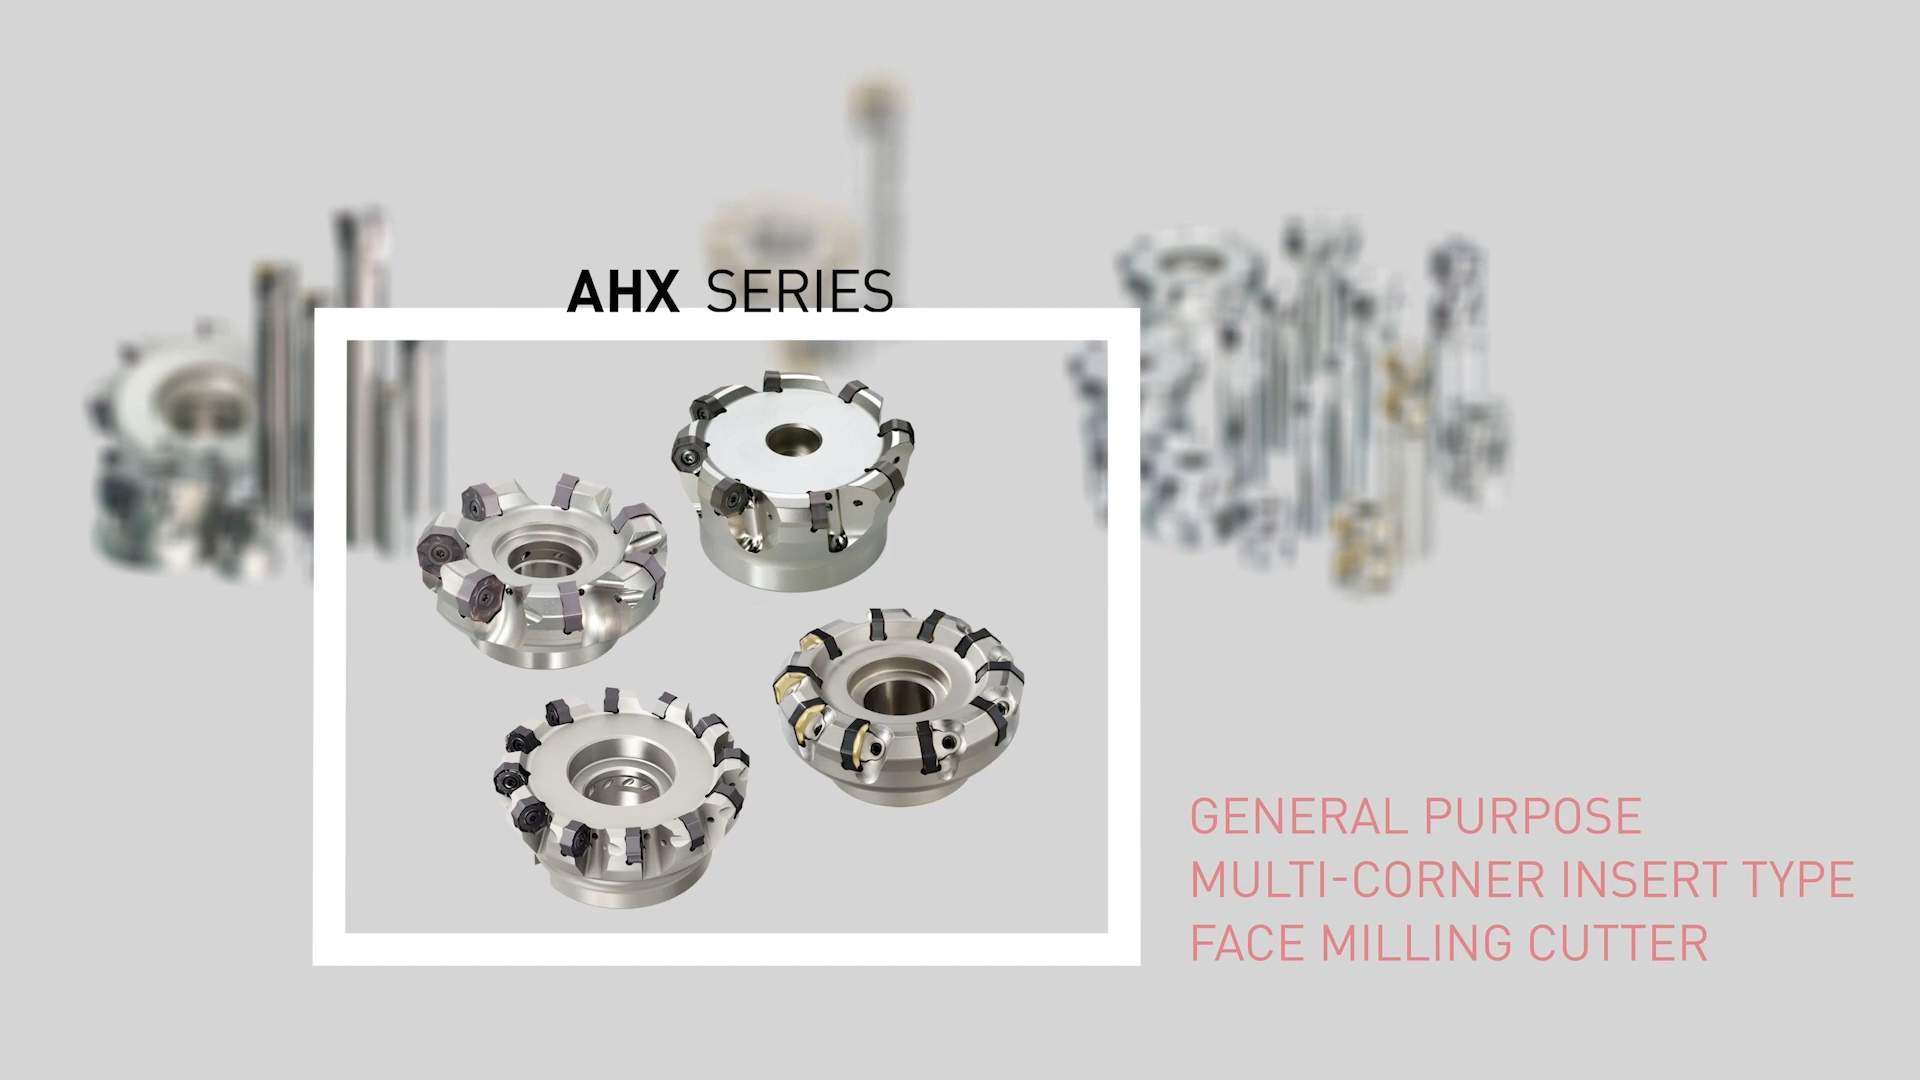 AHX SERIES
GENERAL PURPOSE
MULTI-CORNER INSERT TYPE
FACE MILLING CUTTER